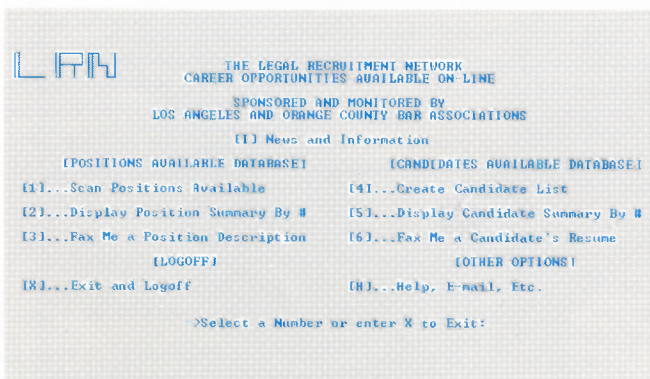 LRN
THE LEGAL RECRUITMENT NETWORK
CAREER OPPORTUNITIES AVAILABLE ON-LINE
SPONSORED AND MONITORED BY
LOS ANGELES AND ORANGE COUNTY BAR ASSOCIATIONS
[I] News and Information
[POSITIONS AVAILABLE DATABASE]
[CANDIDATES AVAILABLE DATABASE]
[1]...Scan Positions Available
[4]...Create Candidate List
[2]...Display Position Summary By #
[5]...Display Candidate Summary By #
[3]...Fax Me a Position Description
[6]...Fax Me a Candidate's Resume
[LOGOFF]
[OTHER OPTIONS]
[X]...Exit and Logoff
[H]...Help, E-mail, Etc.
>Select a Number or enter X to Exit: